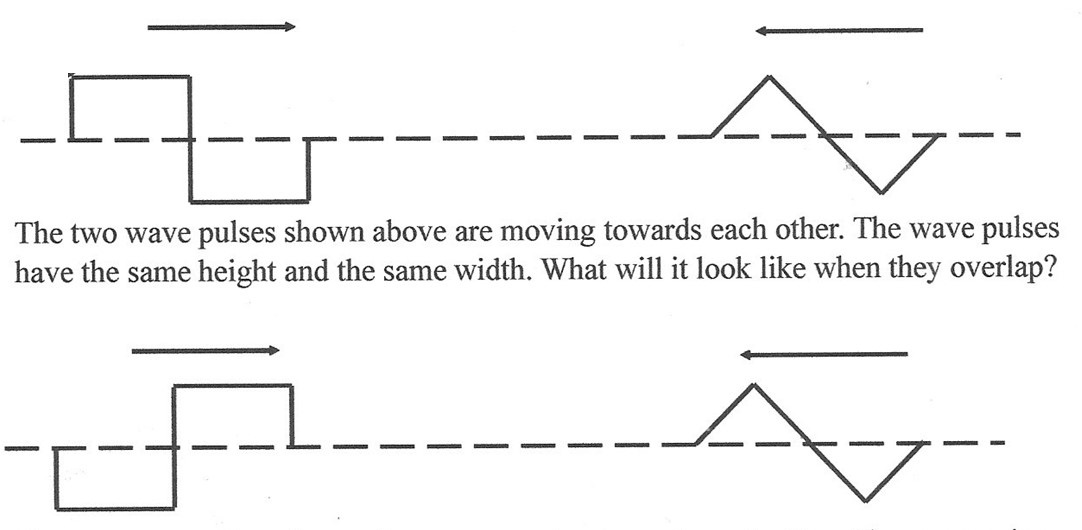 The two wave pulses shown above are moving towards each other. The wave pulses
have the same height and the same width. What will it look like when they overlap?